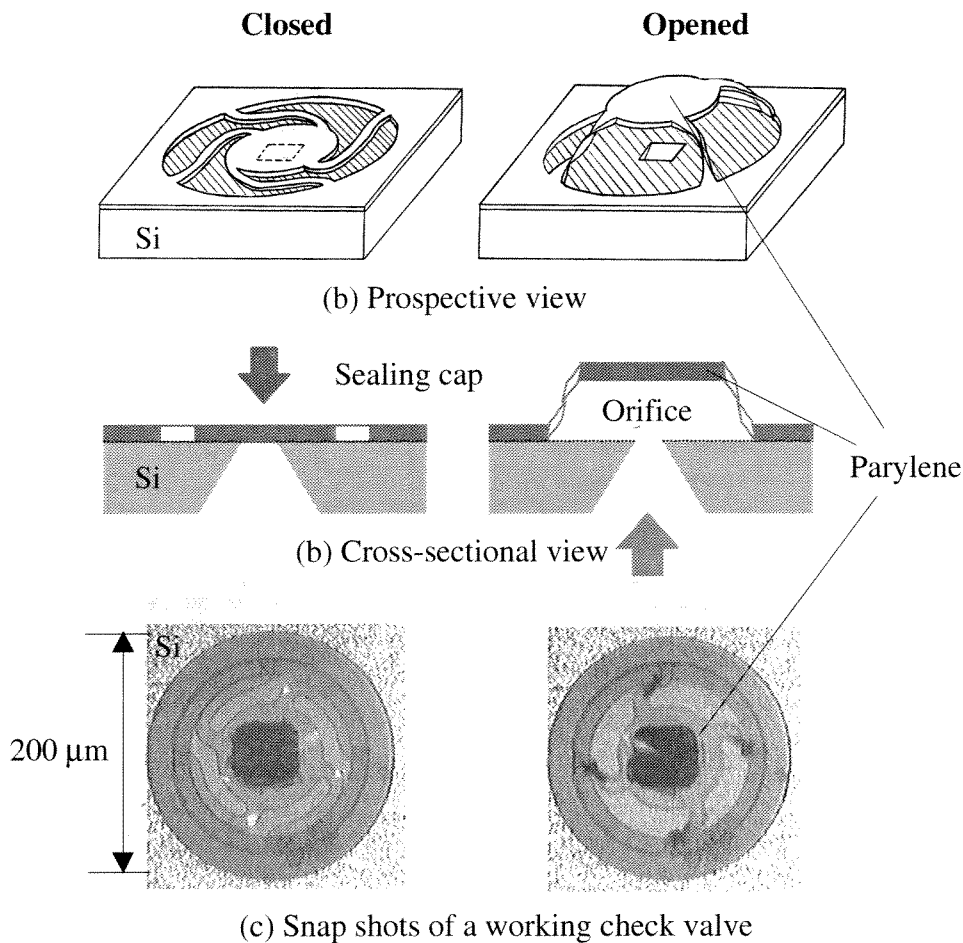 Closed
Opened
Si
(b) Prospective view
Sealing cap
Orifice
Si
Parylene
(b) Cross-sectional view
Si
200 μm
(c) Snap shots of a working check valve